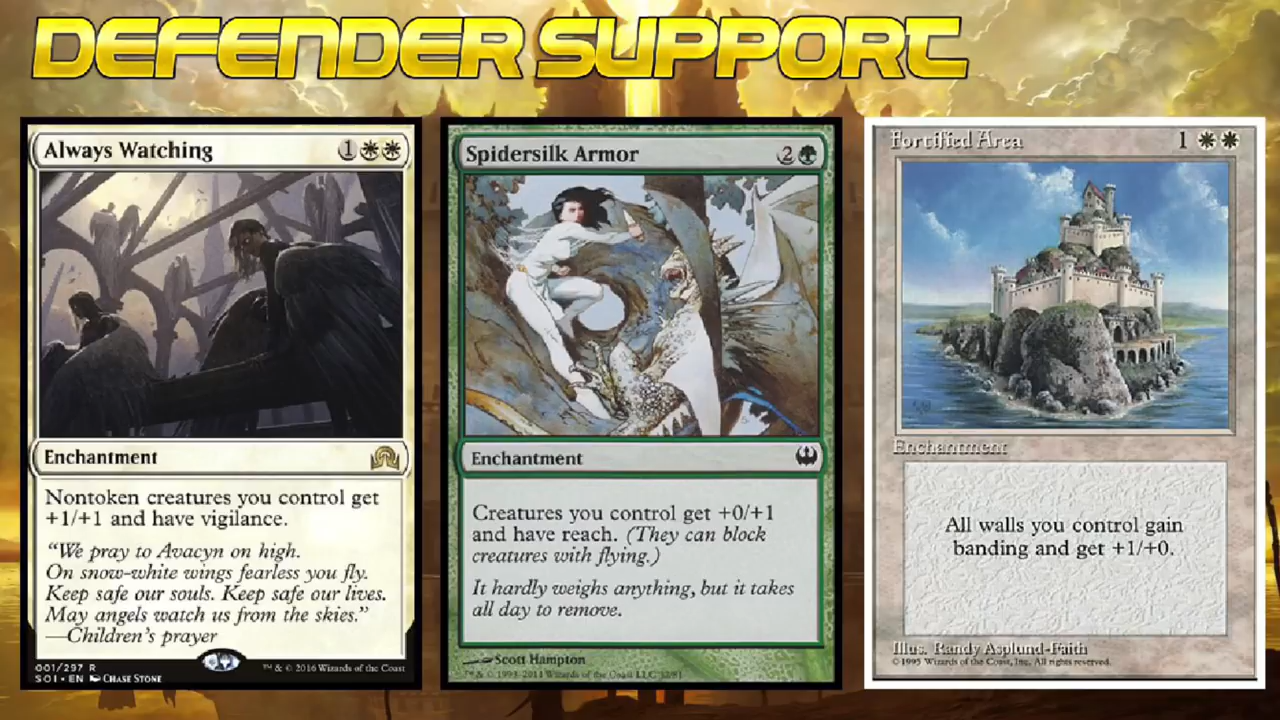 DEFENDER SUPPORT
Always Watching 1
Enchantment
Nontoken creatures you control get
+1/+1 and have vigilance.
“We pray to Avacyn on high.
On snow-white wings fearless you fly.
Keep safe our souls. Keep safe our lives.
May angels watch us from the skies.”
—Children’s prayer
001/297 R
SOI • EN CHASE STONE
™ & © 2016 Wizards of the Coast
Spidersilk Armor 2
Enchantment
Creatures you control get +0/+1
and have reach. (They can block
creatures with flying.)
It hardly weighs anything, but it takes
all day to remove.
Scott Hampton
Fortified Area 1
Enchantment
All walls you control gain
banding and get +1/+0.
Illus. Randy Asplund-Faith
©1995 Wizards of the Coast, Inc. All rights reserved.